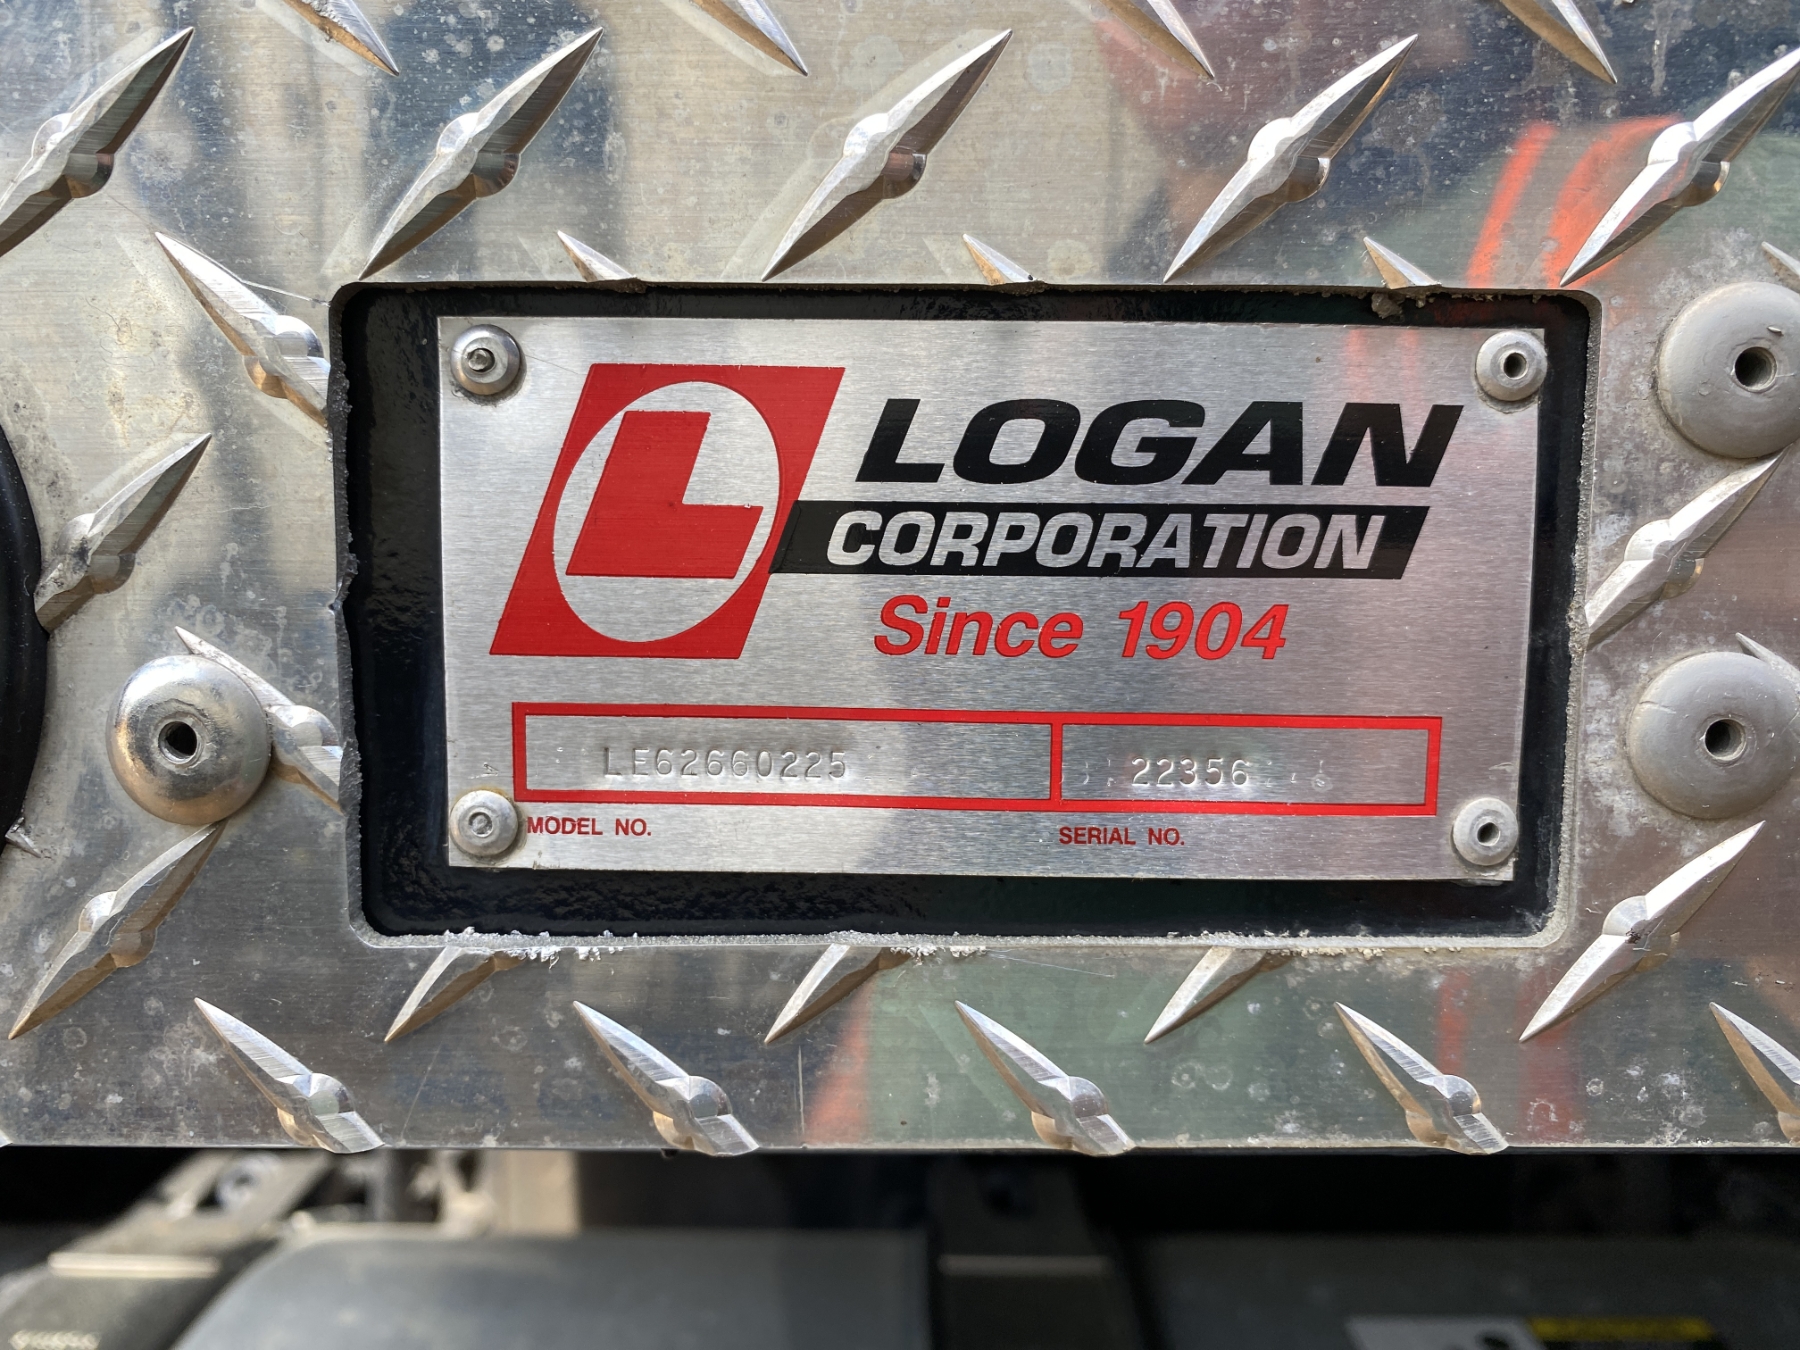 L
LOGAN
CORPORATION
Since 1904
LE62660225 22356
MODEL NO. SERIAL NO.